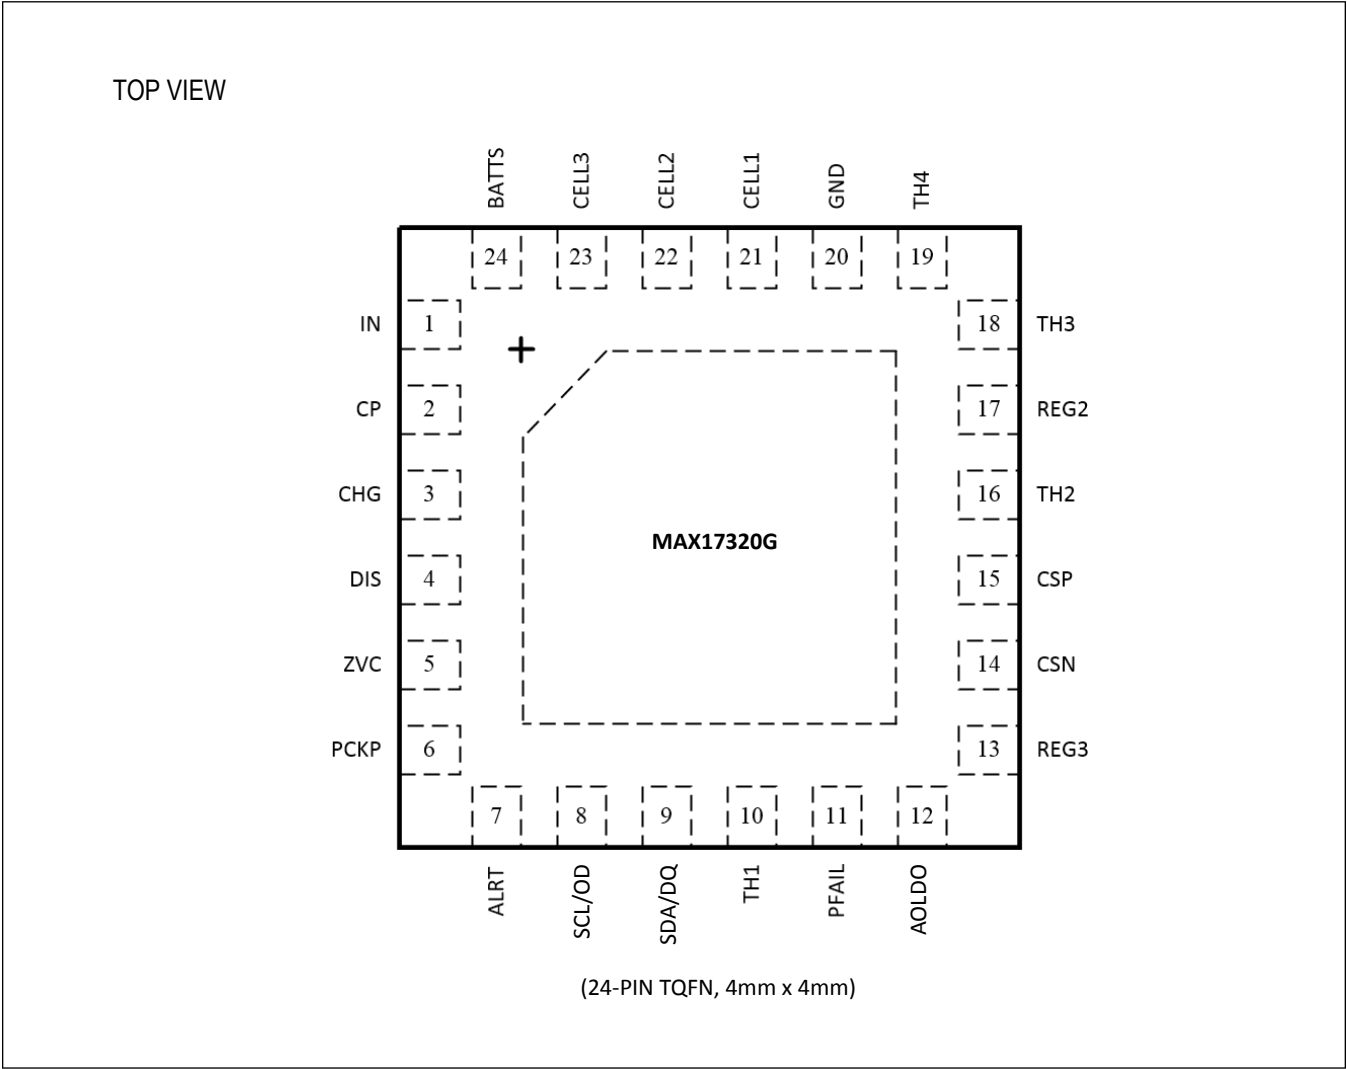 TOP VIEW
BATTS CELL3 CELL2 CELL1 GND TH4
24 23 22 21 20 19
IN 1 18 TH3
CP 2 17 REG2
CHG 3 16 TH2
MAX17320G
DIS 4 15 CSP
ZVC 5 14 CSN
PCKP 6 13 REG3
7 8 9 10 11 12
ALRT SCL/OD SDA/DQ TH1 PFAIL AOLDO
(24-PIN TQFN, 4mm x 4mm)